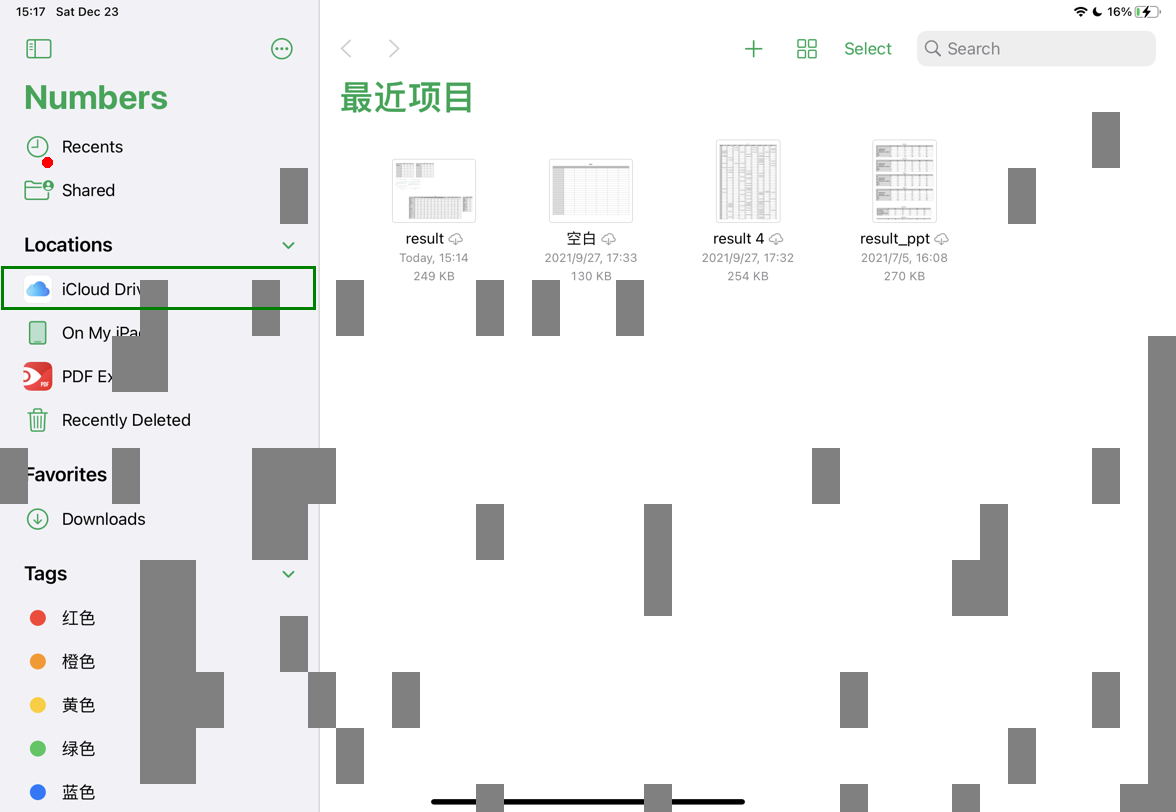 15:17 Sat Dec 23
16%
Numbers
Recents
Shared
Locations
iCloud
On My
PDF
Recently Deleted
Favorites
Downloads
Tags
红色
橙色
黄色
绿色
蓝色
Select
Search
最近项目
result
Today, 15:14
249 KB
空白
2021/9/27, 17:33
130 KB
result 4
2021/9/27, 17:32
254 KB
result_ppt
2021/7/5, 16:08
270 KB